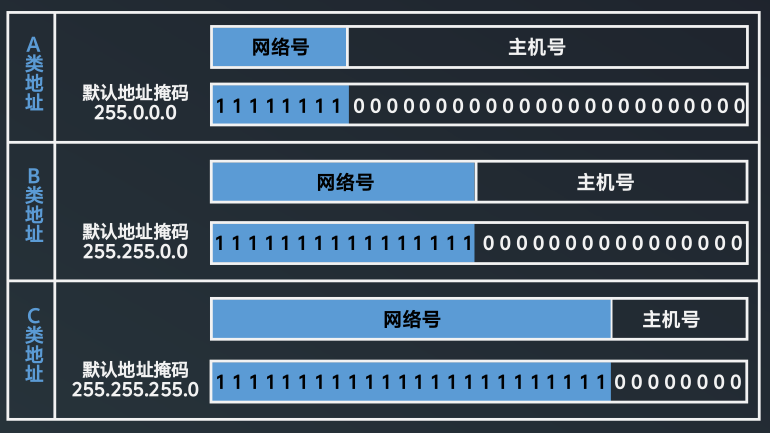 A类地址
网络号 主机号
默认地址掩码
255.0.0.0
1 1 1 1 1 1 1 1 0 0 0 0 0 0 0 0 0 0 0 0 0 0 0 0 0 0 0 0 0 0 0 0
B类地址
网络号 主机号
默认地址掩码
255.255.0.0
1 1 1 1 1 1 1 1 1 1 1 1 1 1 1 1 0 0 0 0 0 0 0 0 0 0 0 0 0 0 0 0
C类地址
网络号 主机号
默认地址掩码
255.255.255.0
1 1 1 1 1 1 1 1 1 1 1 1 1 1 1 1 1 1 1 1 1 1 1 1 0 0 0 0 0 0 0 0